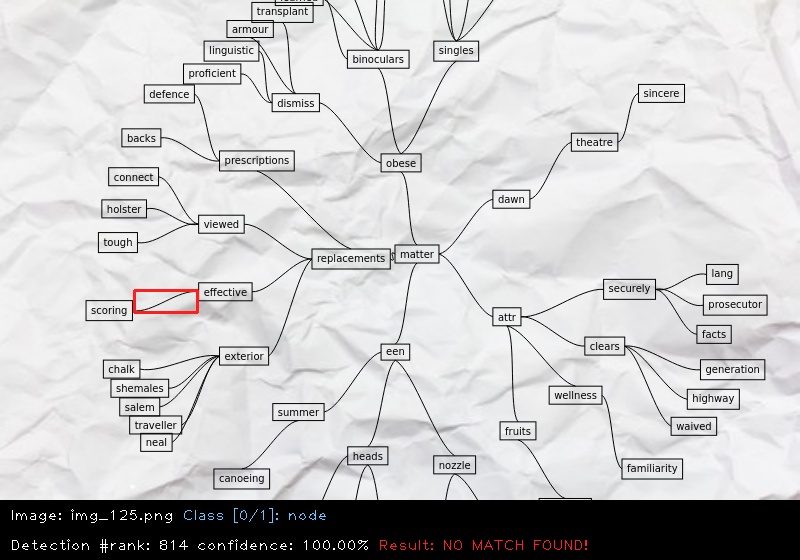 transplant
armour
linguistic
binoculars
singles
proficient
defence
dismiss
sincere
backs
prescriptions
obese
theatre
connect
holster
viewed
dawn
tough
replacements
matter
securely
lang
scoring
effective
prosecutor
attr
facts
clears
exterior
een
chalk
generation
shemales
wellness
highway
salem
summer
traveller
waived
neal
fruits
heads
nozzle
familiarity
canoeing
Image: img_125.png Class [0/1]: node
Detection #rank: 814 confidence: 100.00% Result: NO MATCH FOUND!